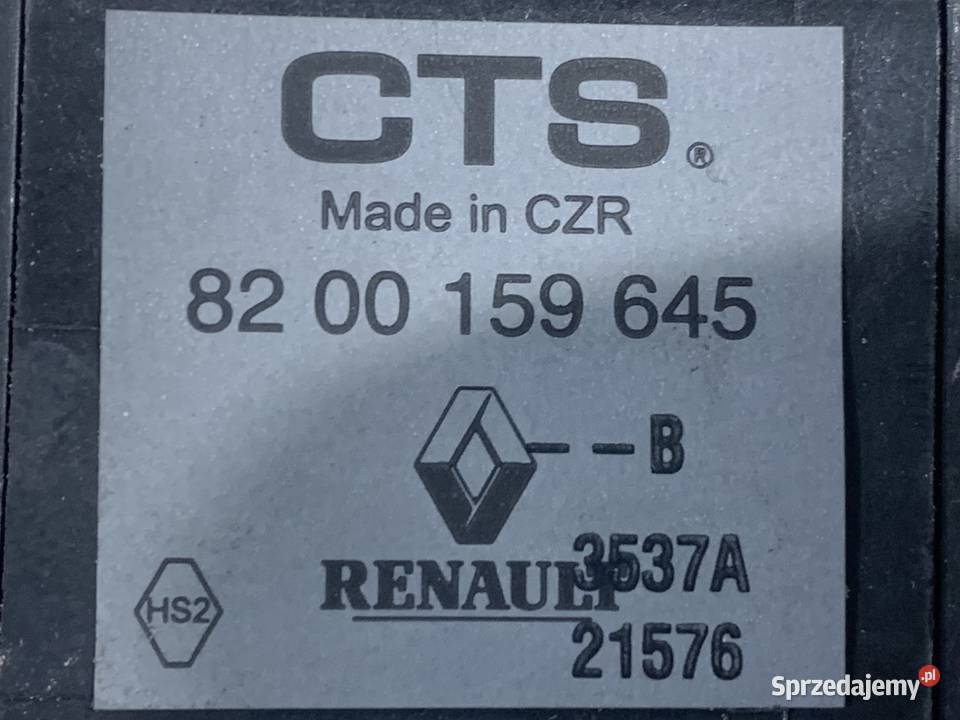 CTS®
Made in CZR
82 00 159 645
--B
3537A
RENAULT
21576
HS2
Sprzedajemy.pl